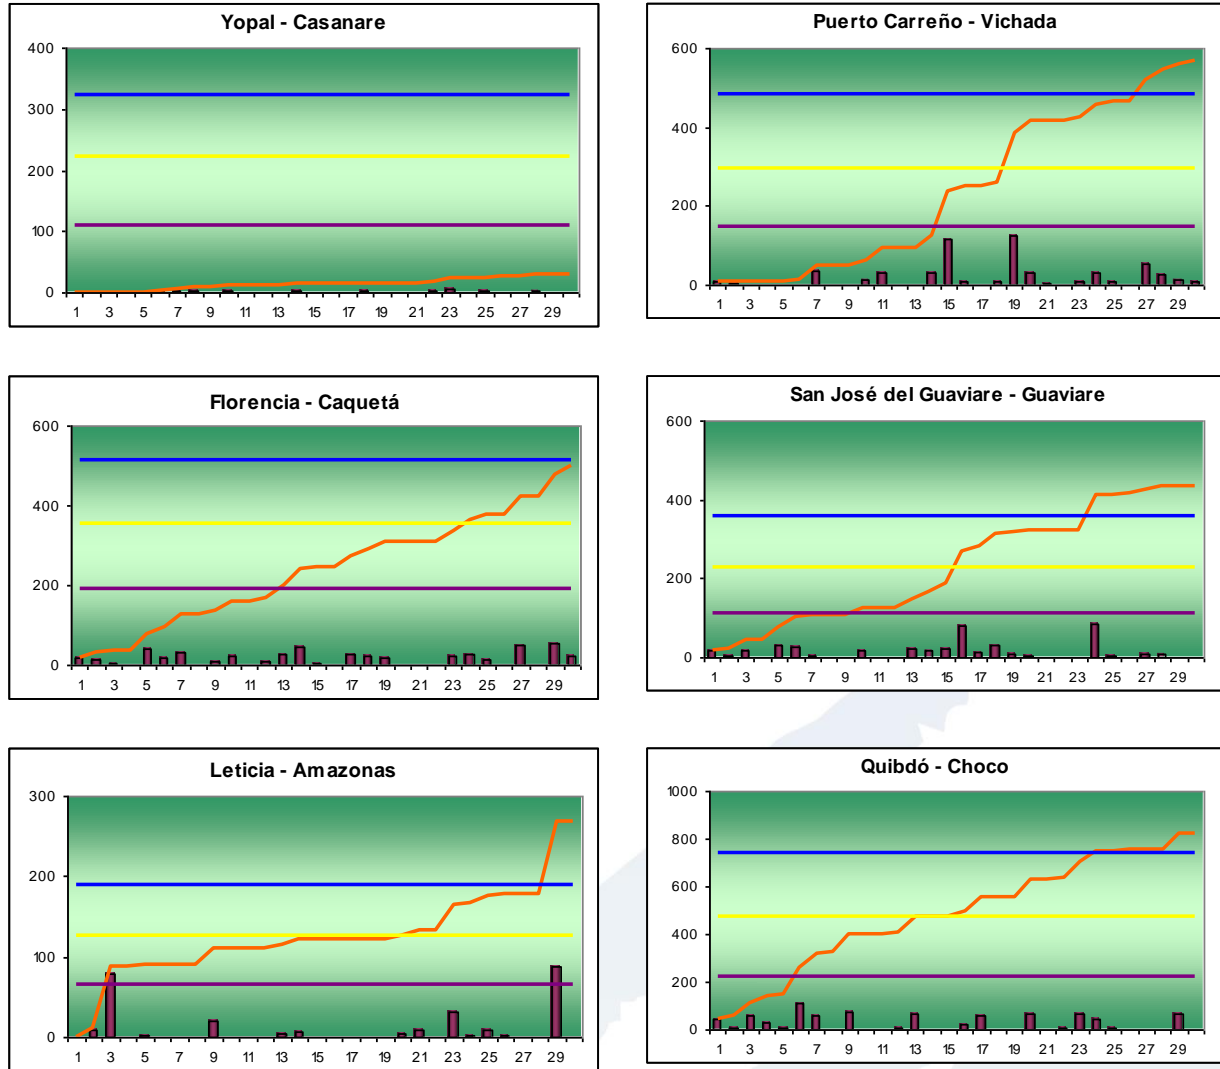 Yopal - Casanare
400
300
200
100
0
1 3 5 7 9 11 13 15 17 19 21 23 25 27 29
Puerto Carreño - Vichada
600
400
200
0
1 3 5 7 9 11 13 15 17 19 21 23 25 27 29
Florencia - Caquetá
600
400
200
0
1 3 5 7 9 11 13 15 17 19 21 23 25 27 29
San José del Guaviare - Guaviare
600
400
200
0
1 3 5 7 9 11 13 15 17 19 21 23 25 27 29
Leticia - Amazonas
300
200
100
0
1 3 5 7 9 11 13 15 17 19 21 23 25 27 29
Quibdó - Choco
1000
800
600
400
200
0
1 3 5 7 9 11 13 15 17 19 21 23 25 27 29